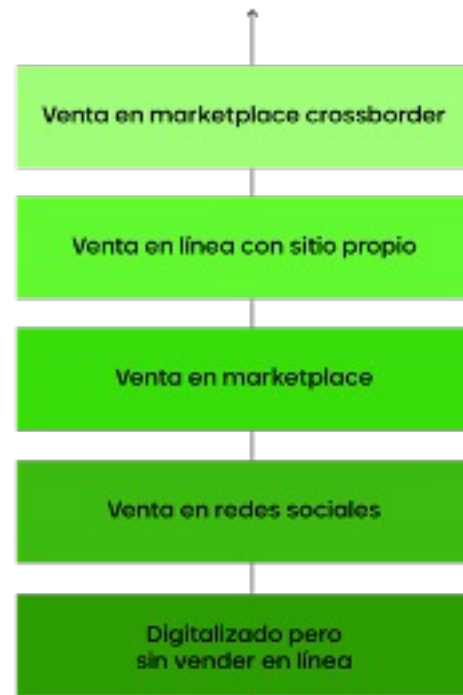 Venta en marketplace crossborder
Venta en línea con sitio propio
Venta en marketplace
Venta en redes sociales
Digitalizado pero
sin vender en línea